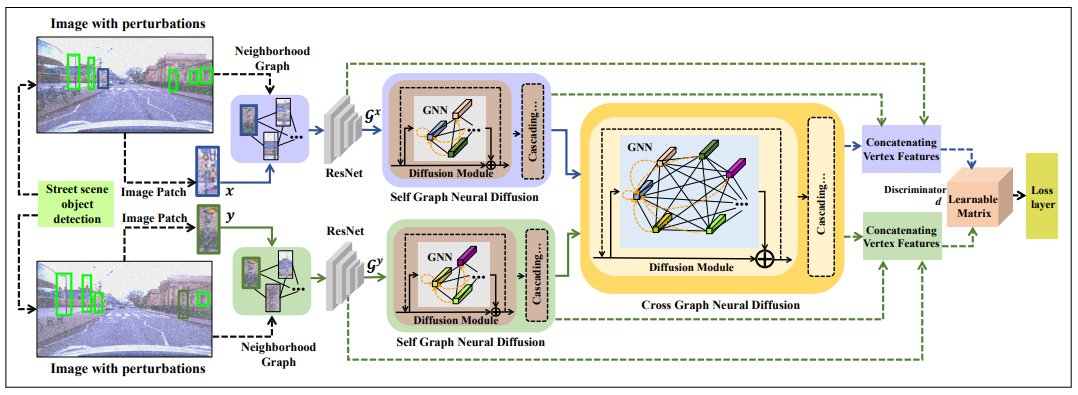 Image with perturbations
Neighborhood
Graph
Image Patch
x
Street scene
object
detection
Image Patch
y
Image with perturbations
Neighborhood
Graph
ResNet
𝒢ˣ
GNN
...
Diffusion Module
Cascading...
Self Graph Neural Diffusion
ResNet
𝒢ʸ
GNN
...
Diffusion Module
Cascading...
Self Graph Neural Diffusion
GNN
...
Diffusion Module
Cascading...
Cross Graph Neural Diffusion
Concatenating
Vertex Features
Discriminator
d
Learnable
Matrix
Loss
layer
Concatenating
Vertex Features